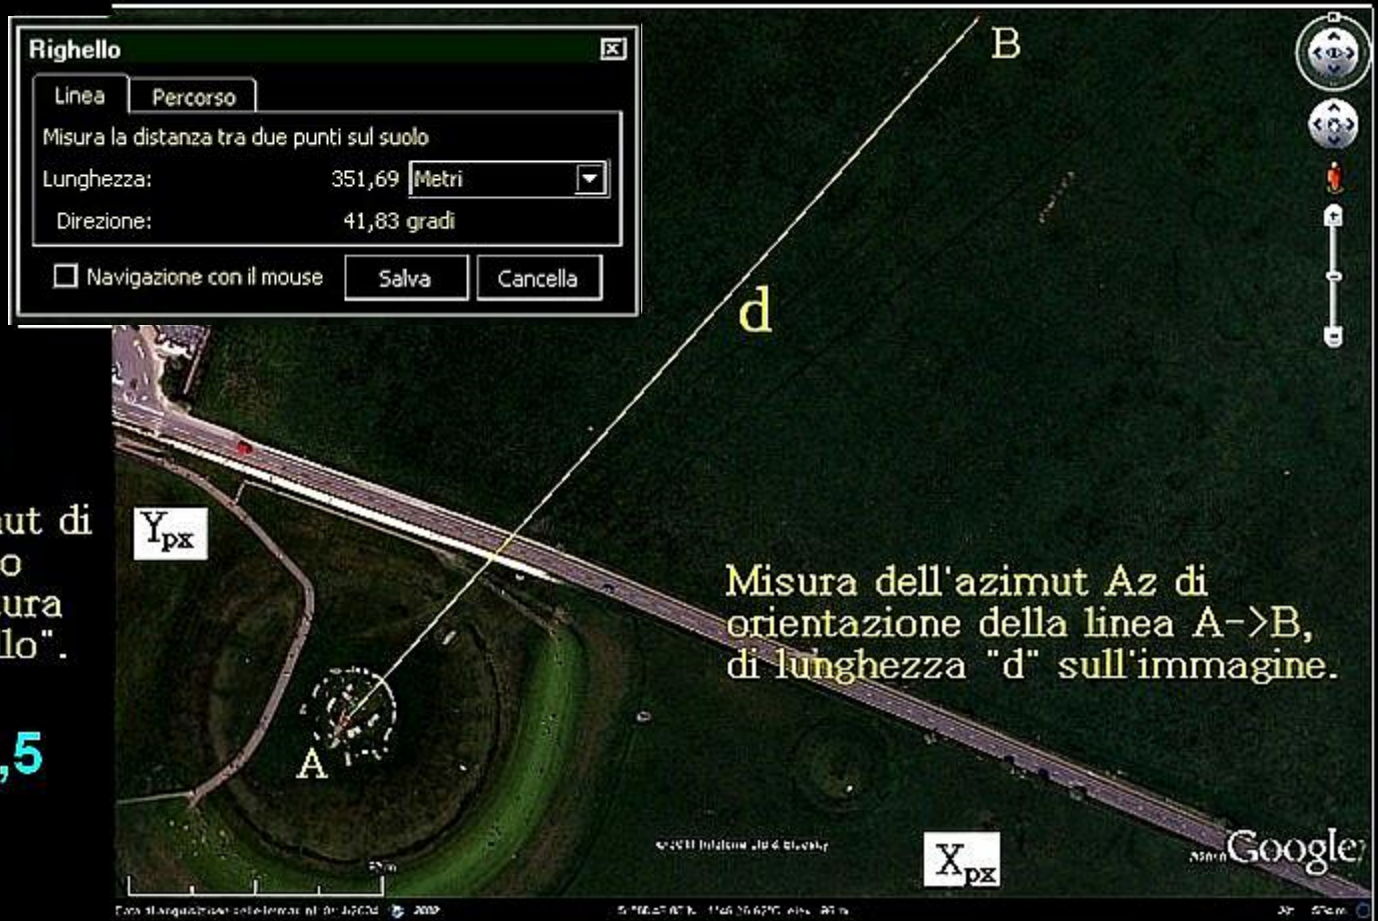 Righello
Linea
Percorso
Misura la distanza tra due punti sul suolo
Lunghezza: 351,69 Metri
Direzione: 41,83 gradi
Navigazione con il mouse
Salva
Cancella
B
d
ut di
o
ura
lo".
,5
Ypx
Misura dell'azimut Az di
orientazione della linea A->B,
di lunghezza "d" sull'immagine.
A
Xpx
Google